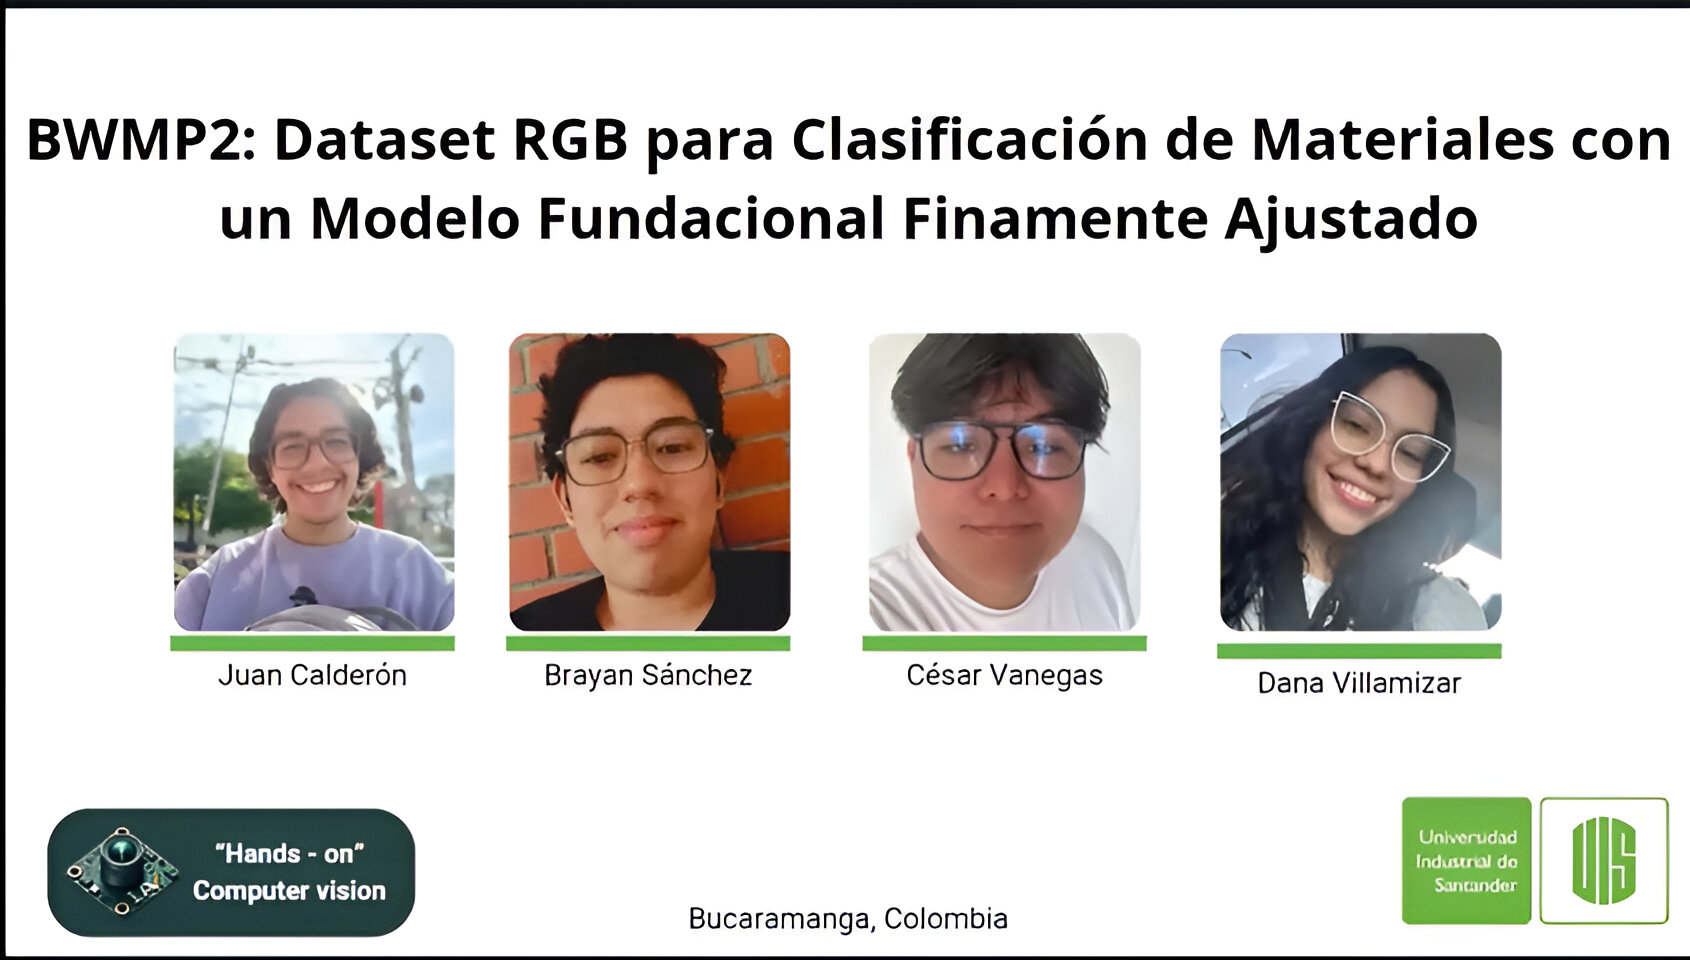 BWMP2: Dataset RGB para Clasificación de Materiales con
un Modelo Fundacional Finamente Ajustado
Juan Calderón
Brayan Sánchez
César Vanegas
Dana Villamizar
“Hands - on”
Computer vision
Bucaramanga, Colombia
Universidad
Industrial de
Santander
UIS